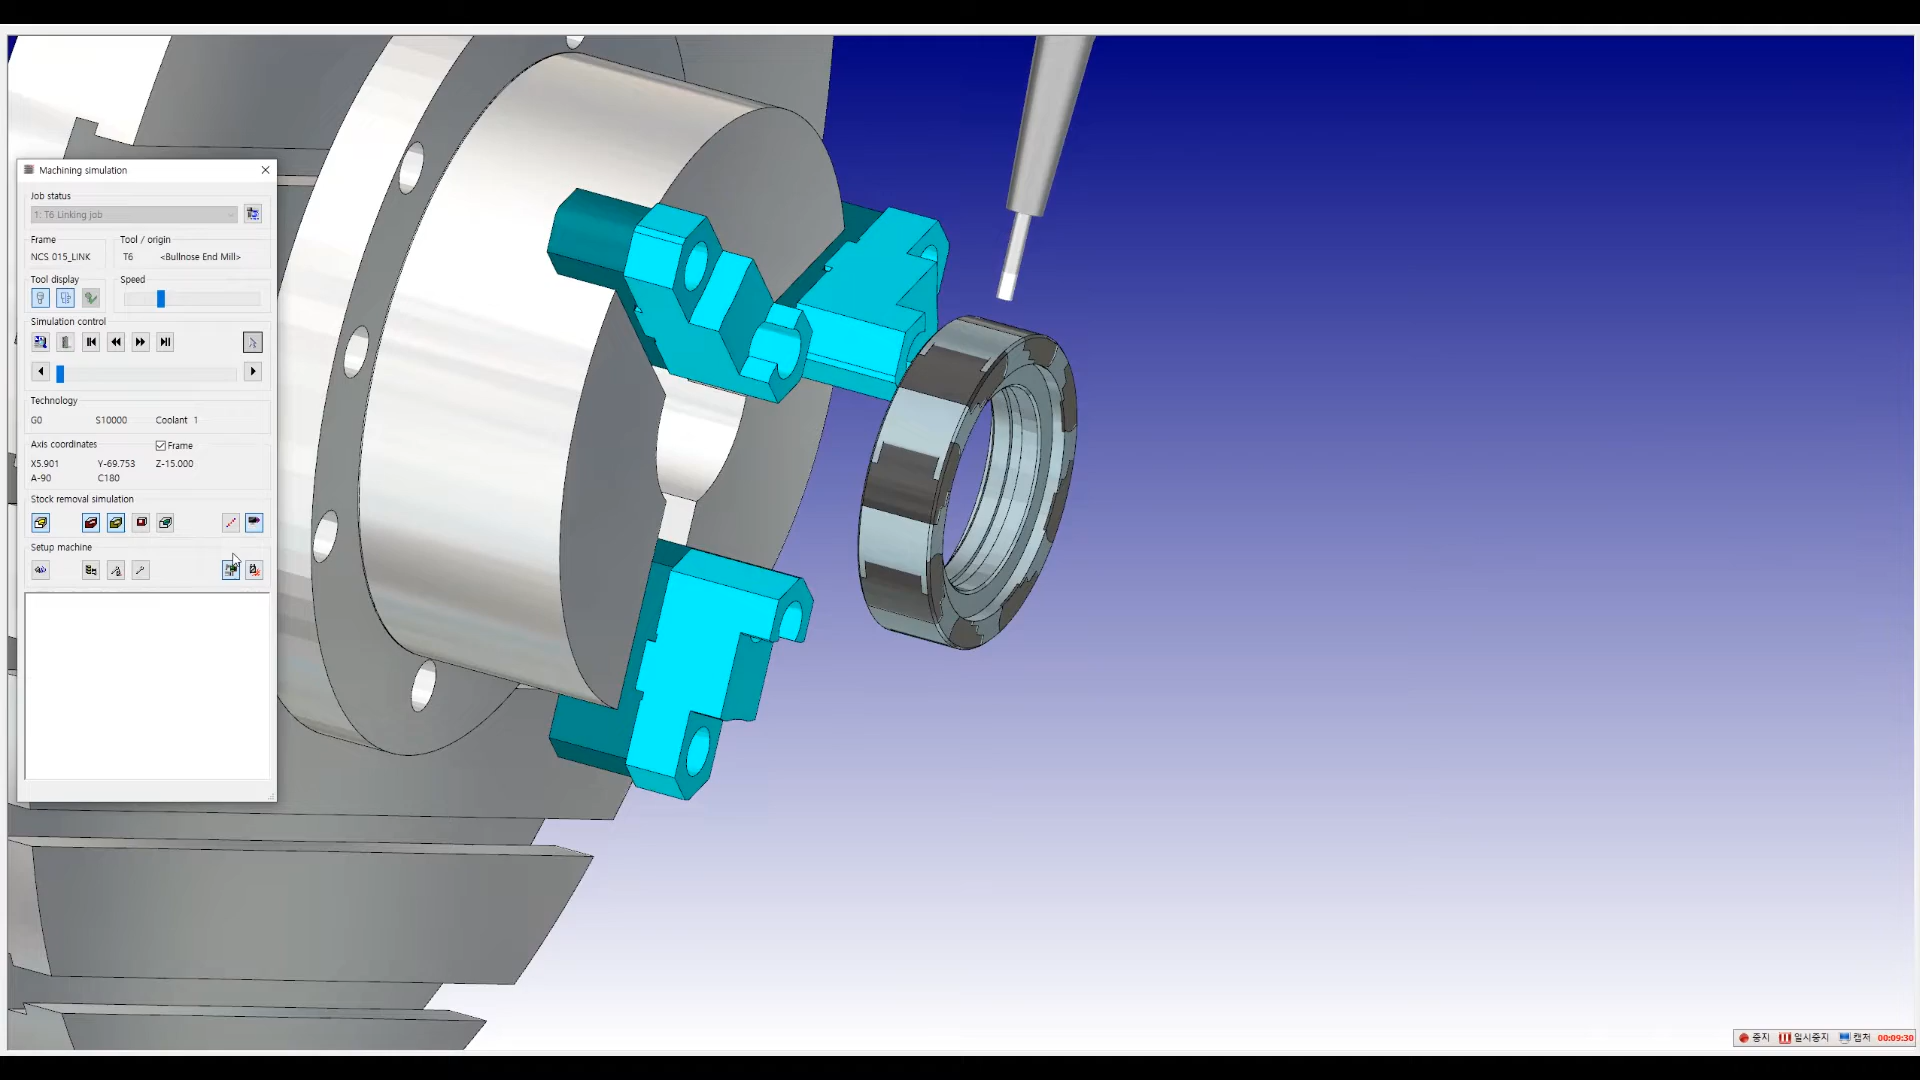 Machining simulation
Job status
1: T6 Linking job
Frame
Tool / origin
NCS 015_LINK
T6 <Bullnose End Mill>
Tool display
Speed
Simulation control
Technology
G0 S10000 Coolant 1
Axis coordinates
Frame
X5.901 Y-69.753 Z-15.000
A-90 C180
Stock removal simulation
Setup machine
중지 일시중지 캡처 00:09:30